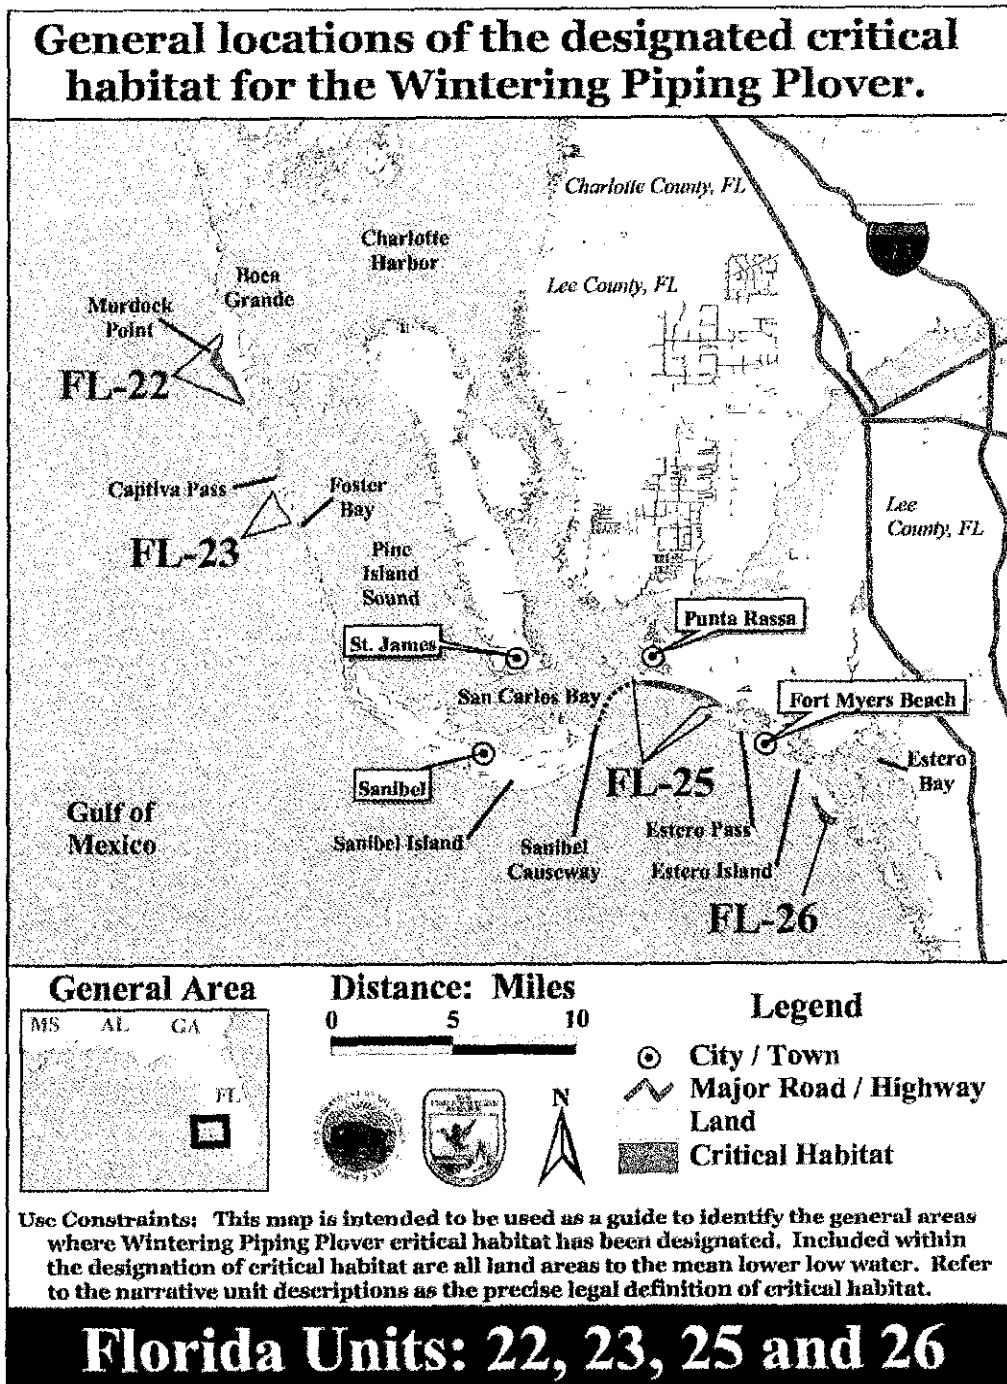 General locations of the designated critical
habitat for the Wintering Piping Plover.
Charlotte County, FL
Charlotte
Harbor
Boca
Grande
Lee County, FL
Murdock
Point
FL-22
Captiva Pass
Foster
Bay
Lee
County, FL
FL-23
Pine
Island
Sound
Punta Rassa
St. James
San Carlos Bay
Fort Myers Beach
Sanibel
FL-25
Estero
Bay
Gulf of
Mexico
Sanibel Island
Sanibel
Causeway
Estero Pass
Estero Island
FL-26
General Area
MS AL GA
FL
Distance: Miles
0 5 10
N
Legend
City / Town
Major Road / Highway
Land
Critical Habitat
Use Constraints: This map is intended to be used as a guide to identify the general areas
where Wintering Piping Plover critical habitat has been designated. Included within
the designation of critical habitat are all land areas to the mean lower low water. Refer
to the narrative unit descriptions as the precise legal definition of critical habitat.
Florida Units: 22, 23, 25 and 26